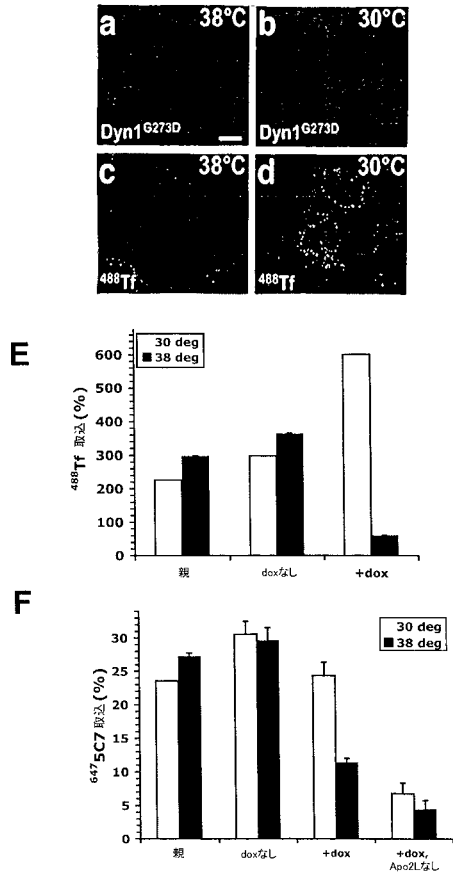 a 38°C
b 30°C
Dyn1G273D
Dyn1G273D
c 38°C
d 30°C
488Tf
488Tf
E
30 deg
38 deg
488Tf 取込(%)
600
500
400
300
200
100
0
親
doxなし
+dox
F
30 deg
38 deg
6475C7 取込(%)
30
25
20
15
10
5
0
親
doxなし
+dox
+dox,
Apo2Lなし